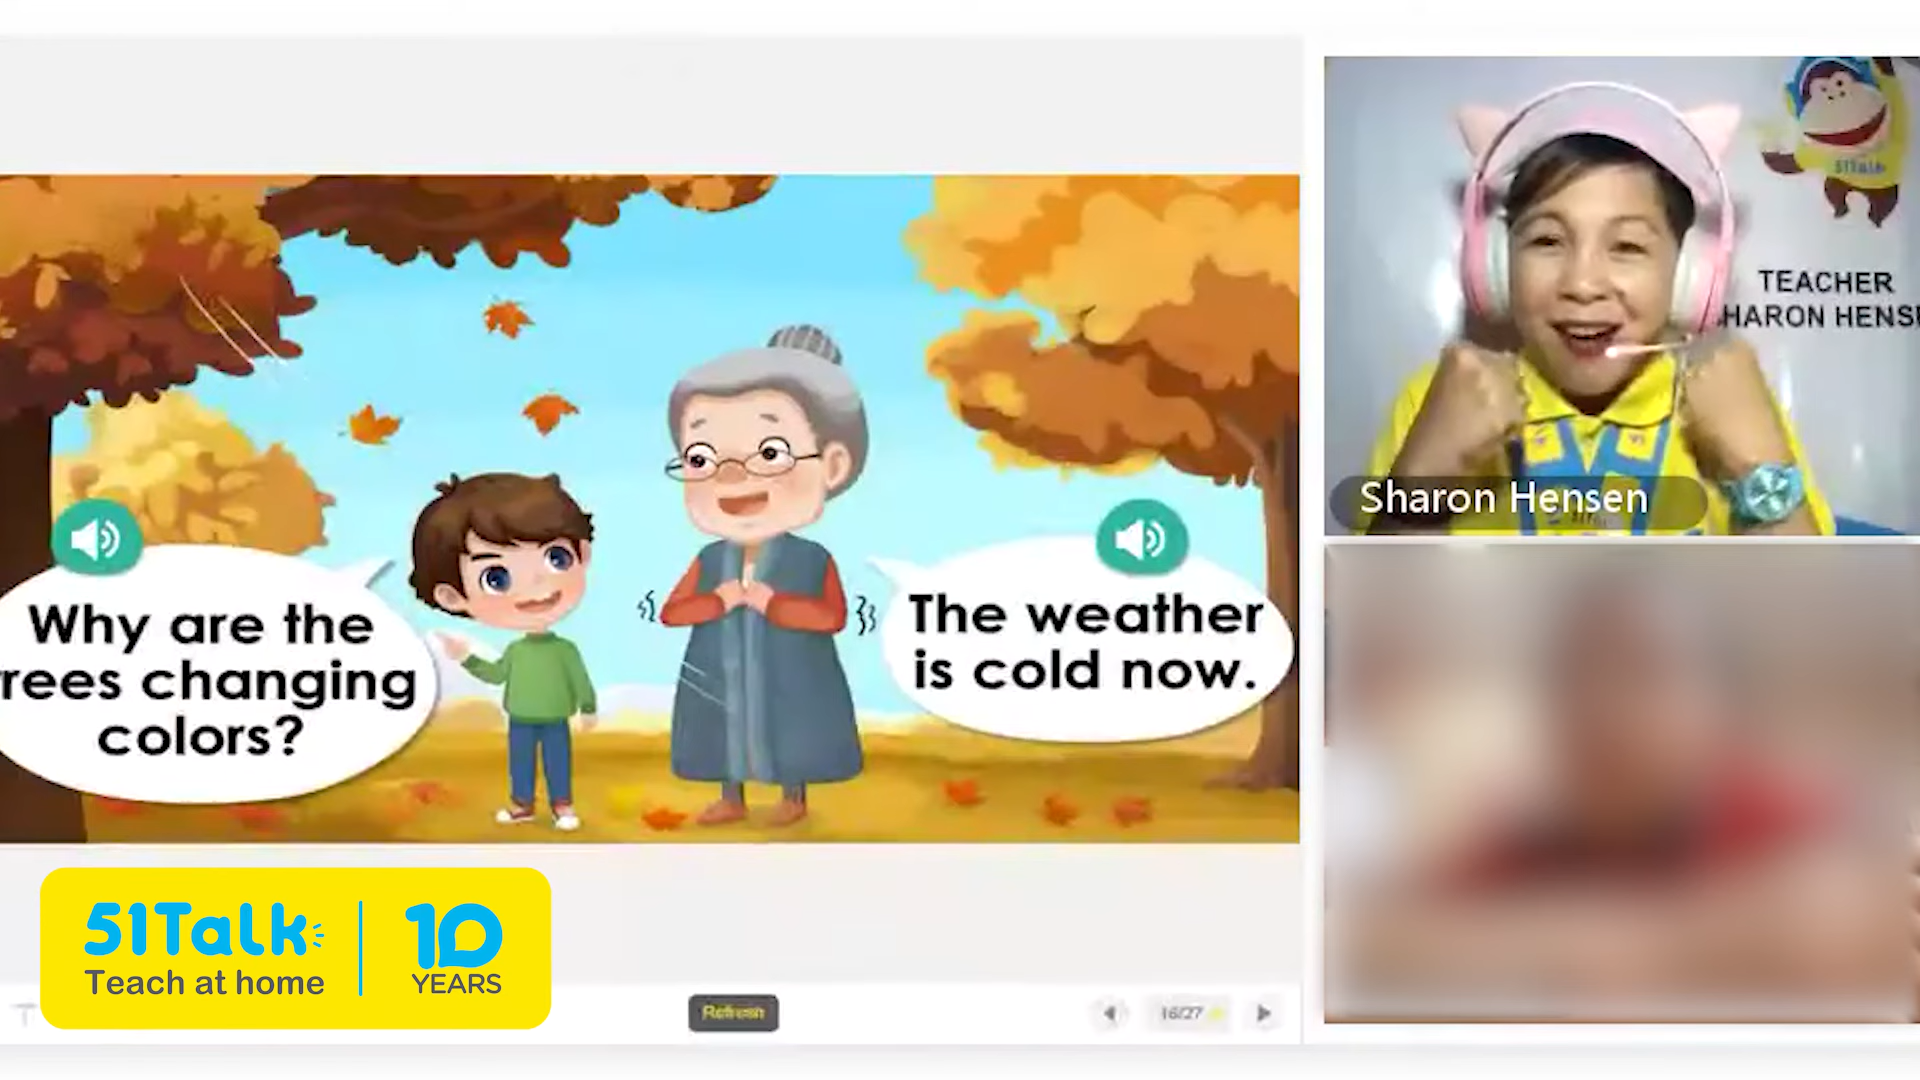 Why are the
rees changing
colors?
The weather
is cold now.
TEACHER
HARON HENS
Sharon Hensen
51Talk
51Talk
Teach at home
10
YEARS
Refresh
16/27